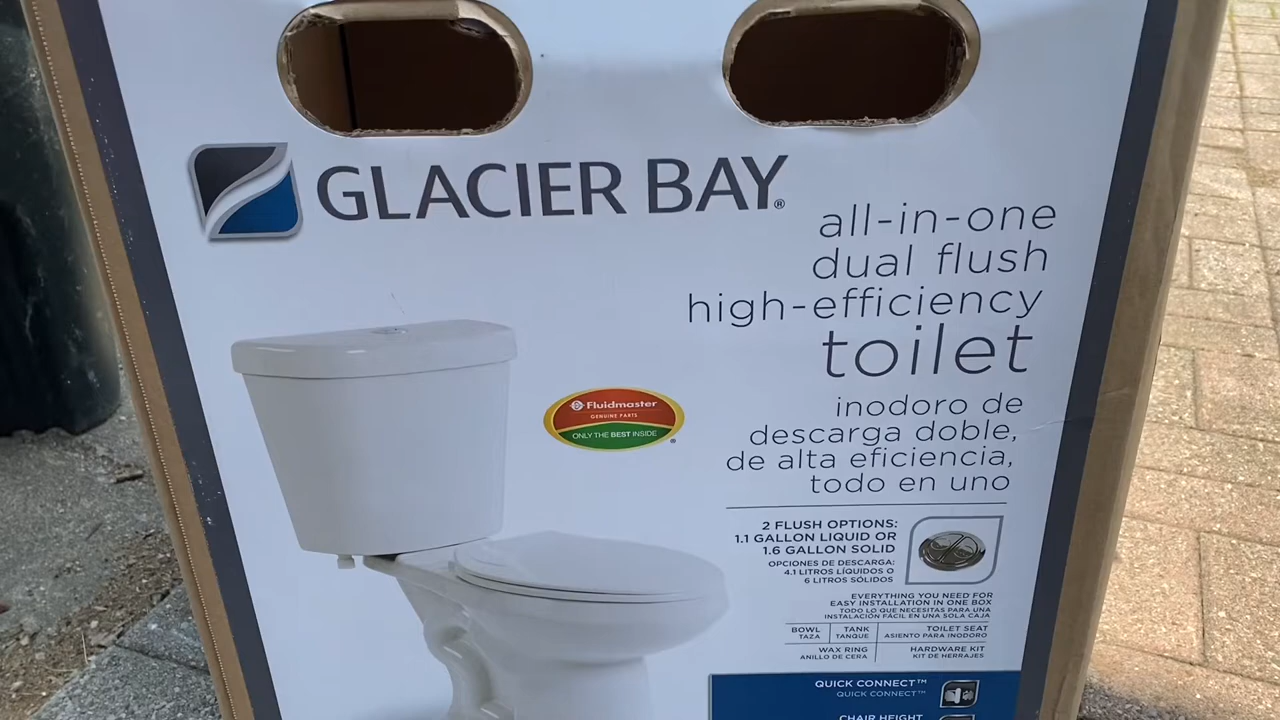 GLACIER BAY®
all-in-one
dual flush
high-efficiency
toilet
inodoro de
descarga doble,
de alta eficiencia,
todo en uno
Fluidmaster
GENUINE PARTS
ONLY THE BEST INSIDE
®
2 FLUSH OPTIONS:
1.1 GALLON LIQUID OR
1.6 GALLON SOLID
OPCIONES DE DESCARGA:
4.1 LITROS LÍQUIDOS O
6 LITROS SÓLIDOS
EVERYTHING YOU NEED FOR
EASY INSTALLATION IN ONE BOX
TODO LO QUE NECESITAS PARA UNA
INSTALACIÓN FÁCIL EN UNA SOLA CAJA
BOWL TANK TOILET SEAT
TAZA TANQUE ASIENTO PARA INODORO
WAX RING HARDWARE KIT
ANILLO DE CERA KIT DE HERRAJES
QUICK CONNECT™
QUICK CONNECT™
CHAIR HEIGHT